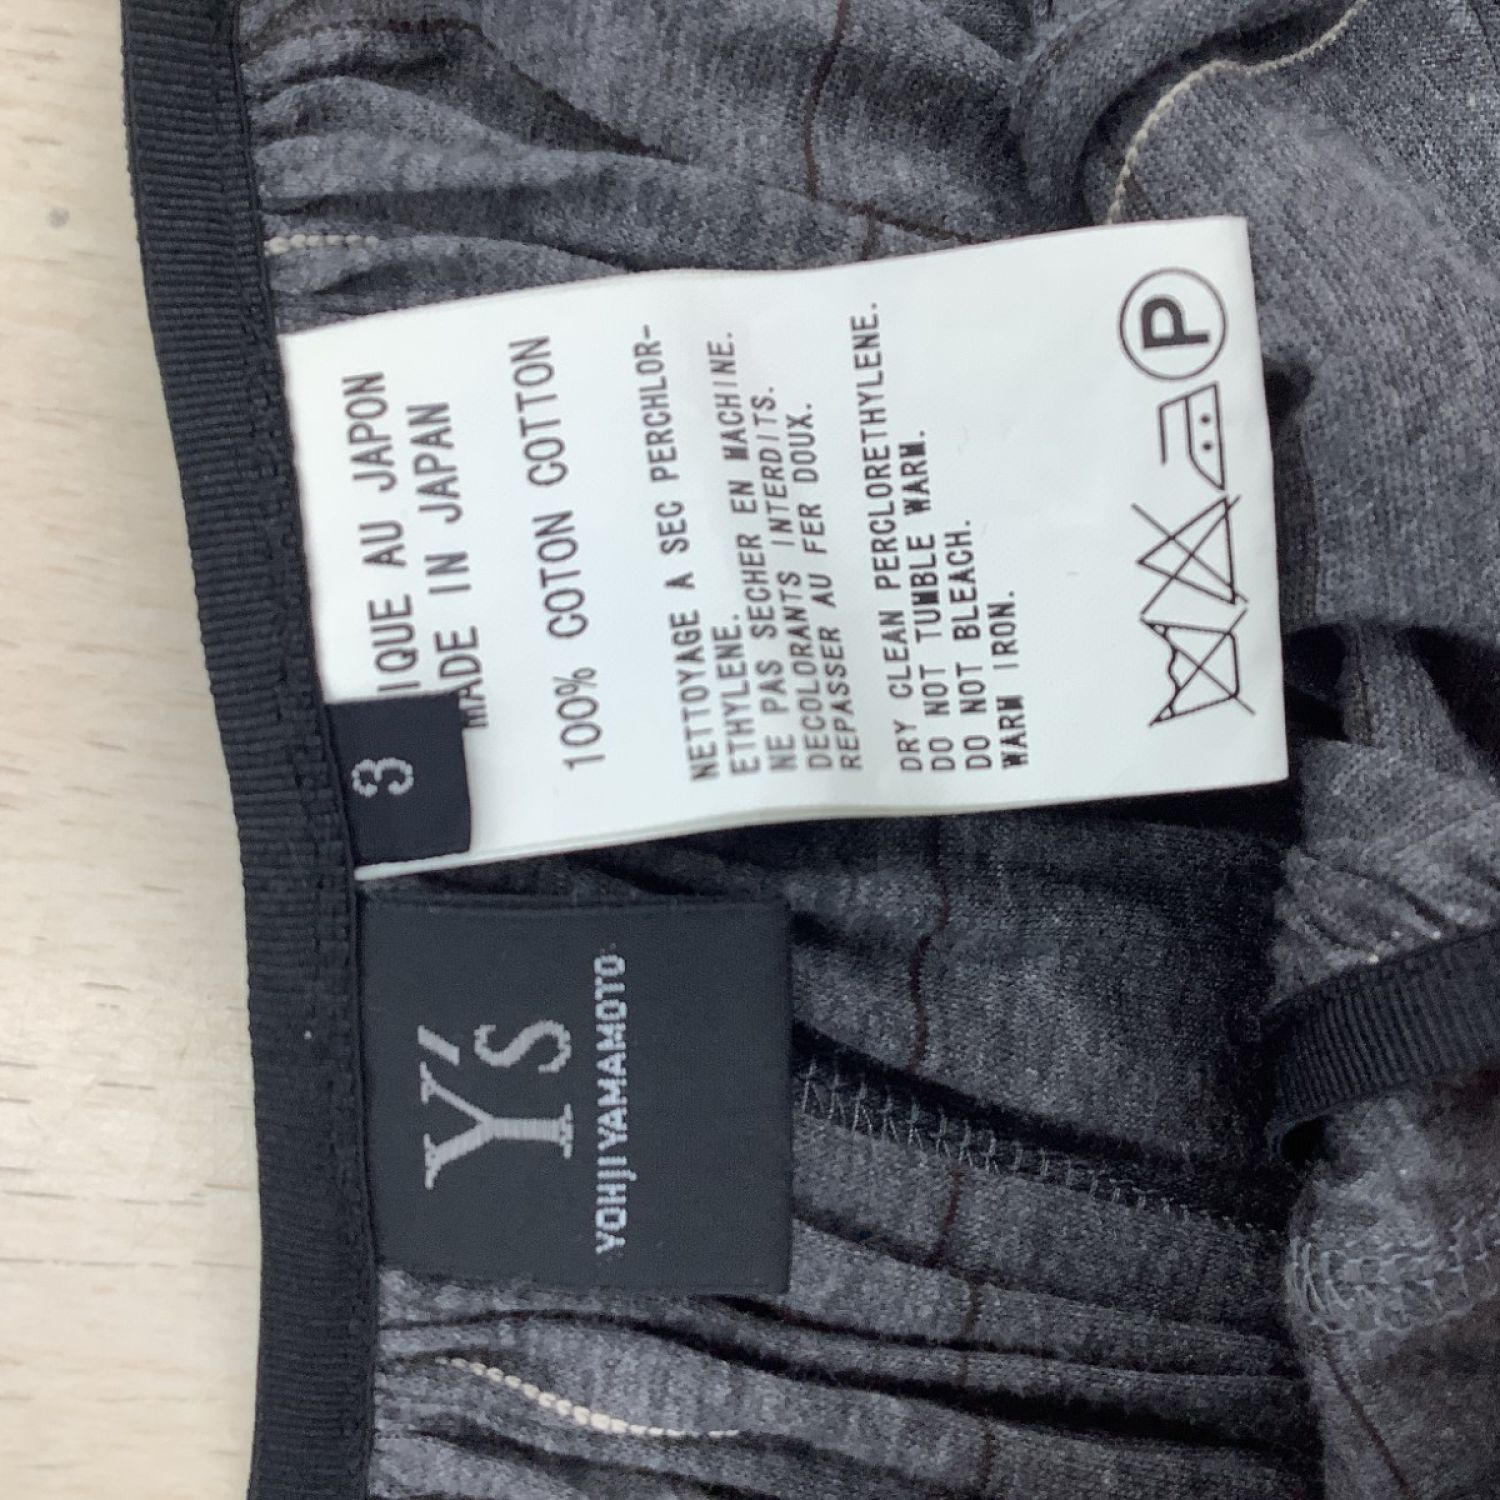 IQUE AU JAPON
MADE IN JAPAN
100% COTON COTTON
NETTOYAGE A SEC PERCHLOR-
ETHYLENE.
NE PAS SECHER EN MACHINE.
DECOLORANTS INTERDITS.
REPASSER AU FER DOUX.
DRY CLEAN PERCLORETHYLENE.
DO NOT TUMBLE WARM.
DO NOT BLEACH.
WARM IRON.
P
3
Y's
YOHJI YAMAMOTO